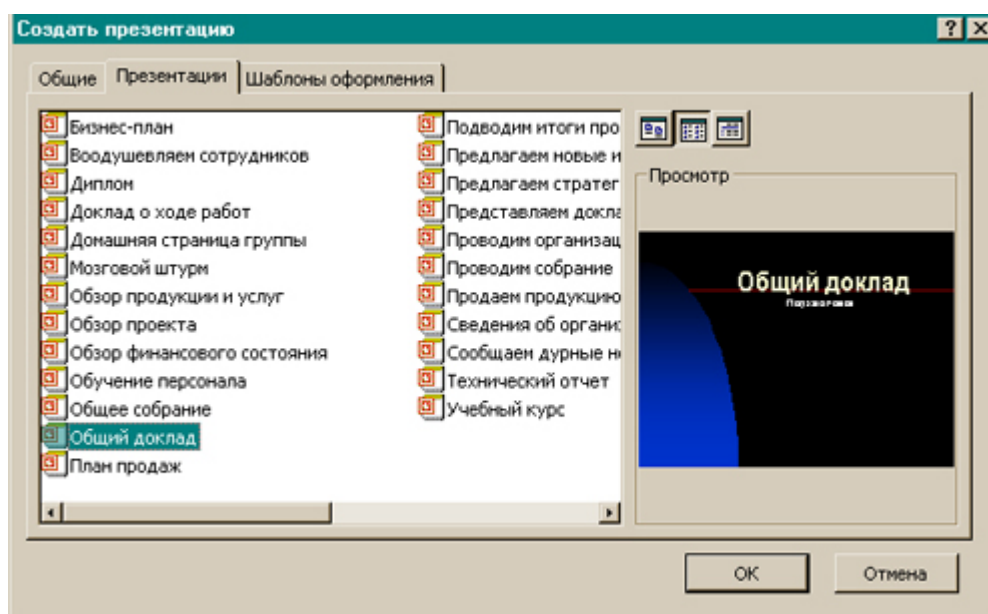 Создать презентацию
Общие
Презентации
Шаблоны оформления
Бизнес-план
Воодушевляем сотрудников
Диплом
Доклад о ходе работ
Домашняя страница группы
Мозговой штурм
Обзор продукции и услуг
Обзор проекта
Обзор финансового состояния
Обучение персонала
Общее собрание
Общий доклад
План продаж
Подводим итоги про
Предлагаем новые и
Предлагаем стратег
Представляем докла
Проводим организац
Проводим собрание
Продаем продукцию
Сведения об органи
Сообщаем дурные н
Технический отчет
Учебный курс
Просмотр
Общий доклад
ОК
Отмена